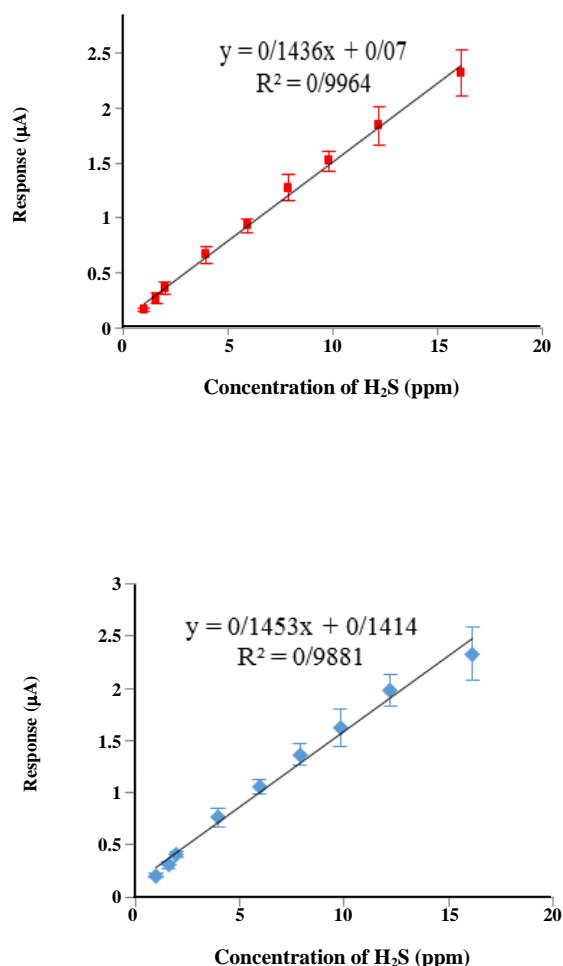 y = 0/1436x + 0/07
R² = 0/9964
2.5
2
1.5
1
0.5
0
0 5 10 15 20
Response (µA)
Concentration of H₂S (ppm)
y = 0/1453x + 0/1414
R² = 0/9881
3
2.5
2
1.5
1
0.5
0
0 5 10 15 20
Response (µA)
Concentration of H₂S (ppm)